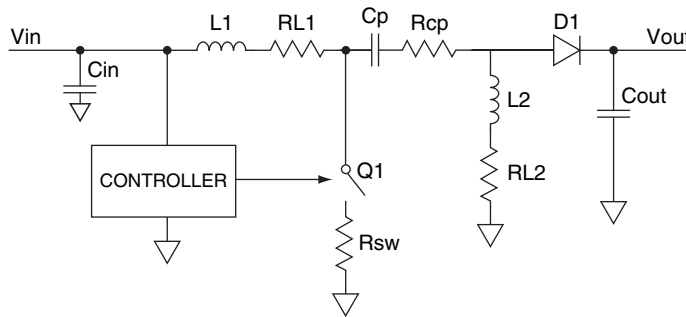 Vin
L1
RL1
Cp
Rcp
D1
Vout
Cin
L2
Cout
CONTROLLER
Q1
RL2
Rsw